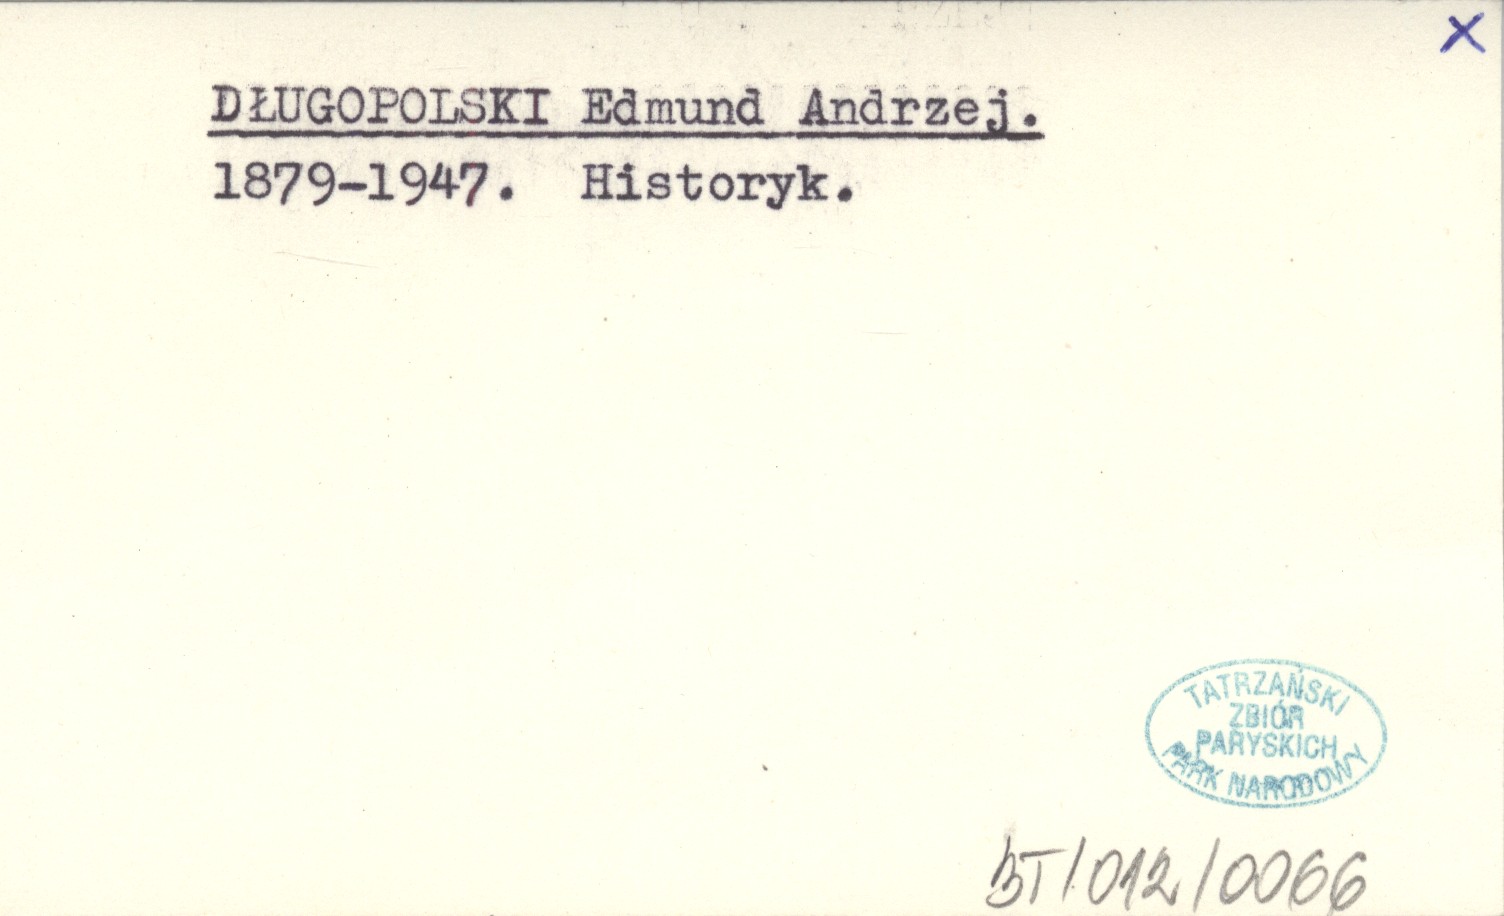 X
DŁUGOPOLSKI Edmund Andrzej.
1879-1947. Historyk.
TATRZAŃSKI
ZBIÓR
PARYSKICH
PARK NARODOWY
BT/012/0066